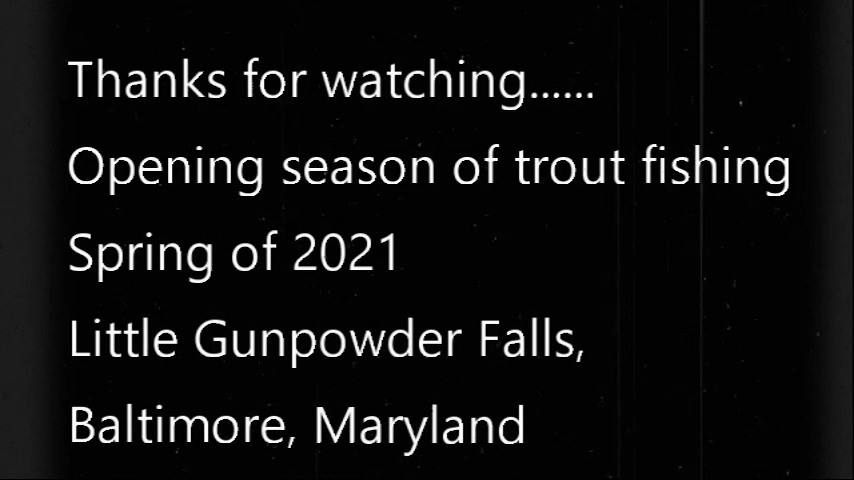 Thanks for watching......
Opening season of trout fishing
Spring of 2021
Little Gunpowder Falls,
Baltimore, Maryland